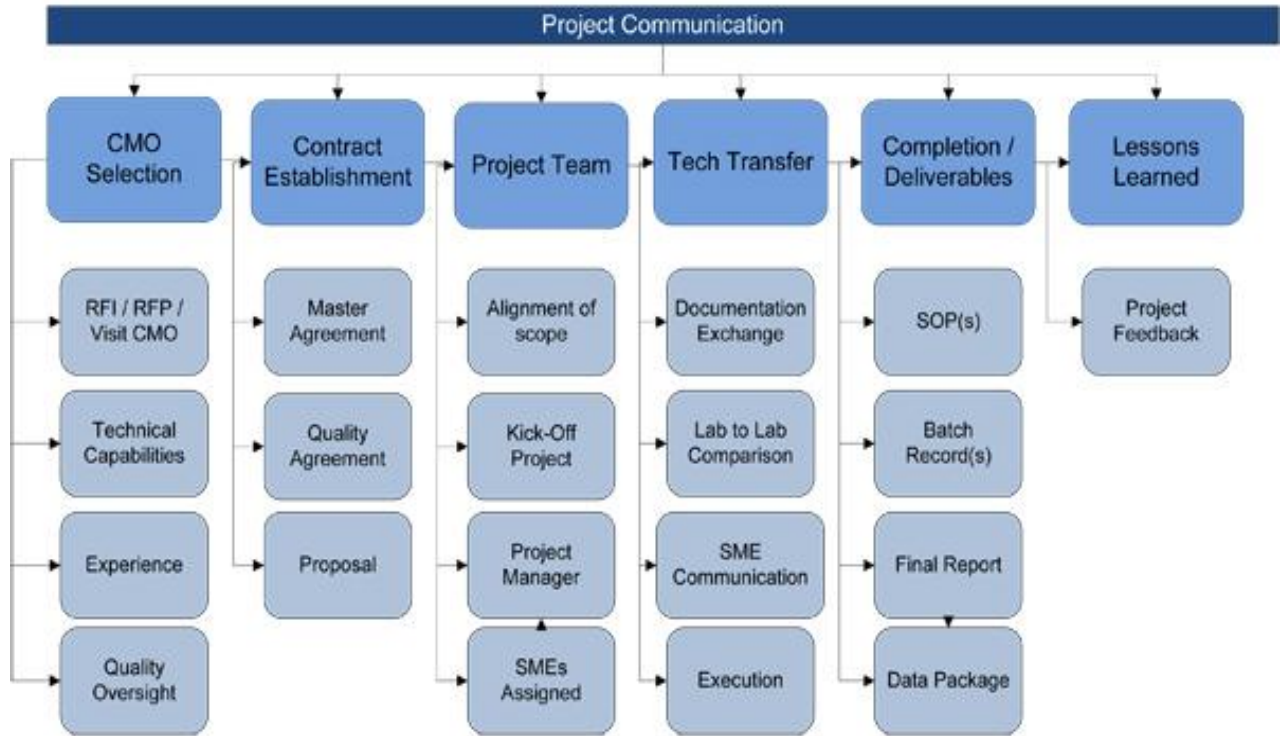 Project Communication
CMO
Selection
Contract
Establishment
Project Team
Tech Transfer
Completion /
Deliverables
Lessons
Learned
RFI / RFP /
Visit CMO
Master
Agreement
Alignment of
scope
Documentation
Exchange
SOP(s)
Project
Feedback
Technical
Capabilities
Quality
Agreement
Kick-Off
Project
Lab to Lab
Comparison
Batch
Record(s)
Experience
Proposal
Project
Manager
SME
Communication
Final Report
Quality
Oversight
SMEs
Assigned
Execution
Data Package